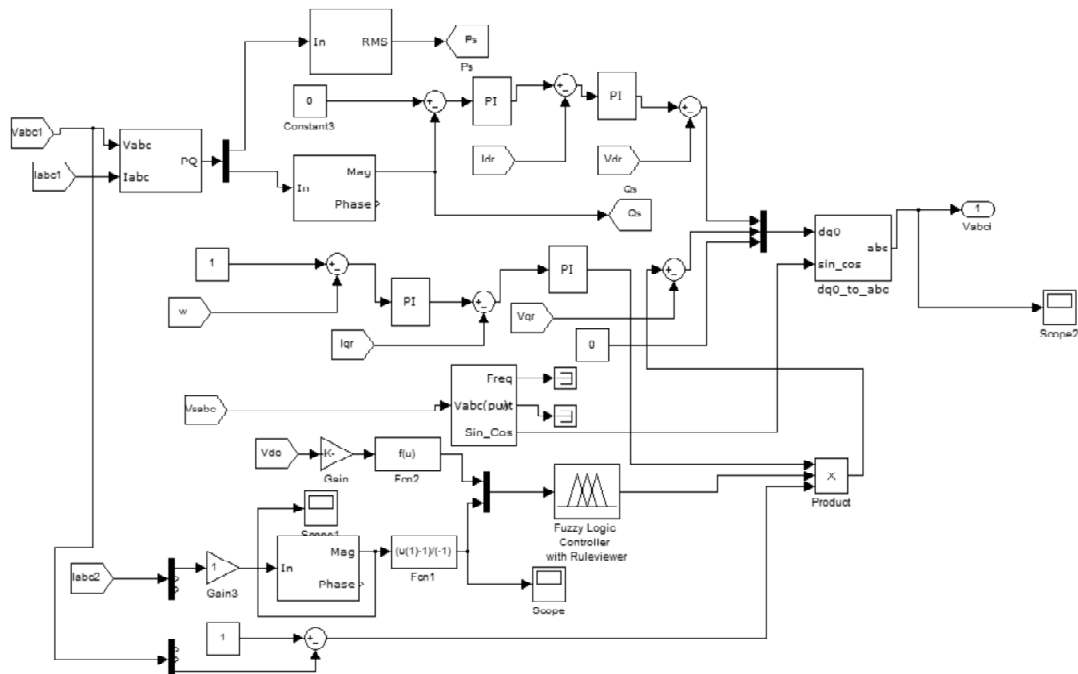 In RMS
Ps
Ps
0
Constant3
PI
PI
Vabc1
Iabc1
Vabc
Iabc
PQ
Idr
Vdr
In
Mag
Phase
Qs
Qs
1
PI
PI
w
Iqr
Vqr
0
dq0
sin_cos
abc
dq0_to_abc
1
Vabci
Scope2
Vsabc
Freq
Vabc(pu)
Sin_Cos
Vdc
K-
Gain
f(u)
Fcn2
Fuzzy Logic
Controller
with Ruleviewer
X
Product
Scope1
Iabc2
1
Gain3
In
Mag
Phase
(u(1)-1)/(-1)
Fcn1
Scope
1